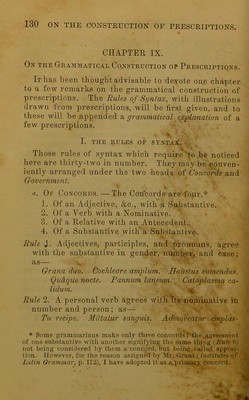 130 ON THE CONSTRUCTION OF PRESCRIPTIONS.
CHAPTER IX.
ON THE GRAMMATICAL CONSTRUCTION OF PRESCRIPTIONS.
It has been thought advisable to devote one chapter
to a few remarks on the grammatical construction of
prescriptions. The Rules of Syntax, with illustrations
drawn from prescriptions, will be first given, and to
these will be appended a grammatical explanation of a
few prescriptions.
I. THE RULES OF SYNTAX.
Those rules of syntax which require to be noticed
here are thirty-two in number. They may be conven-
iently arranged under the two heads of Concords and
Government.
a. OF CONCORDS. — The Concords are four.*
1. Of an Adjective, &c., with a Substantive.
2. Of a Verb with a Nominative.
3. Of a Relative with an Antecedent.
4. Of a Substantive with a Substantive.
Rule 1. Adjectives, participles, and pronouns, agree
with the substantive in gender, number, and case;
as—
Grana duo. Cochleare amplum. Haustus sumendus.
Quâque nocte. Pannum laneum. Cataplasma ca-
lidum.
Rule 2. A personal verb agrees with its nominative in
number and person; as—
Tu recipe. Mittatur sanguis. Admoveatur emplas-
* Some grammarians make only three concords; the agreement
of one substantive with another signifying the same thing
not being considered by them a concord, but being called apposi-
tion. However, for the reason assigned by Mr. Grant (Institutes of
Latin Grammar, p. 172), I have adopted it as a primary concord.